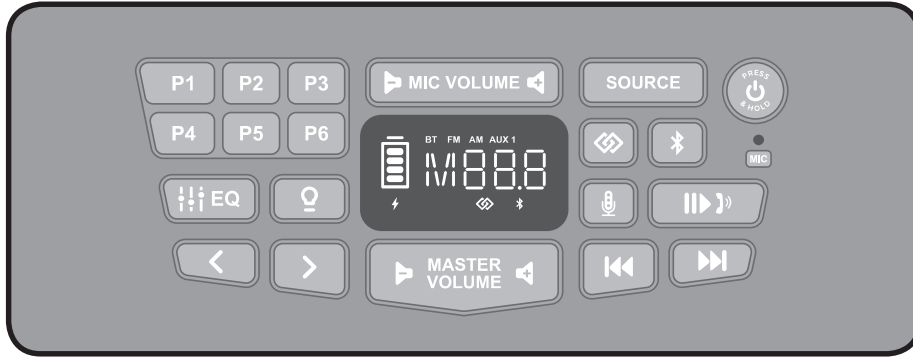 P1 P2 P3
MIC VOLUME
SOURCE
PRESS & HOLD
P4 P5 P6
BT FM AM AUX 1
88.8
MIC
EQ
MASTER
VOLUME